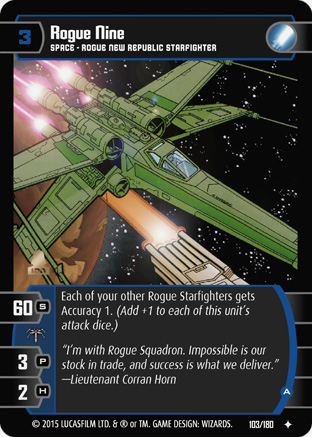 3
Rogue Nine
SPACE - ROGUE NEW REPUBLIC STARFIGHTER
60 S
Each of your other Rogue Starfighters gets
Accuracy 1. (Add +1 to each of this unit's
attack dice.)
3 P
"I'm with Rogue Squadron. Impossible is our
stock in trade, and success is what we deliver."
—Lieutenant Corran Horn
2 H
A
© 2015 LUCASFILM LTD. & ® OR TM. GAME DESIGN: WIZARDS.
103/180